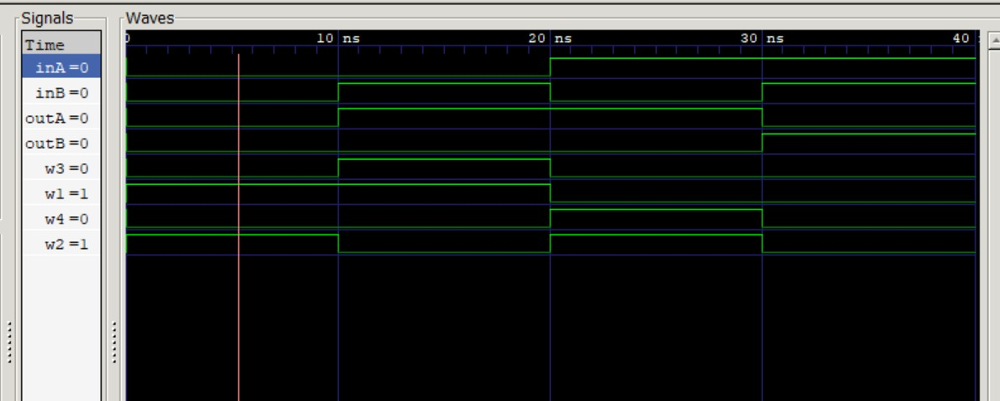 Signals Waves
Time
0 10 ns 20 ns 30 ns 40
inA=0
inB=0
outA=0
outB=0
w3=0
w1=1
w4=0
w2=1